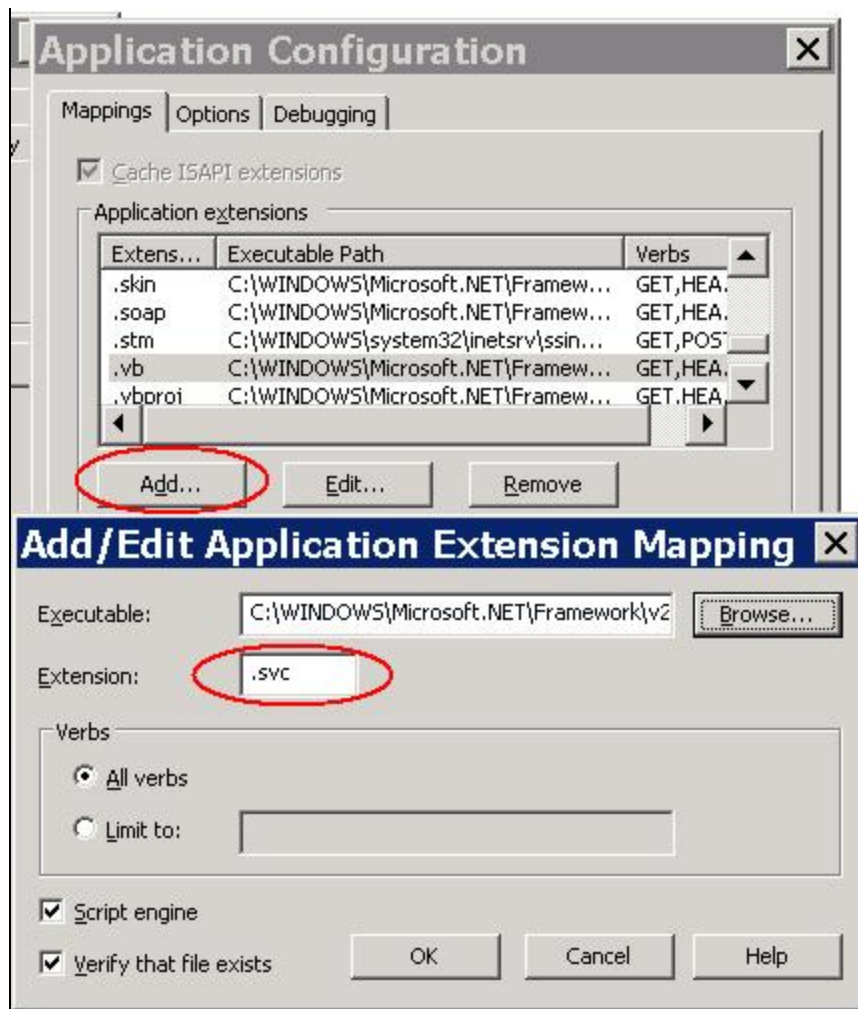 Application Configuration
Mappings Options Debugging
Cache ISAPI extensions
Application extensions
Extens... Executable Path Verbs
.skin C:\WINDOWS\Microsoft.NET\Framew... GET,HEA.
.soap C:\WINDOWS\Microsoft.NET\Framew... GET,HEA.
.stm C:\WINDOWS\system32\inetsrv\ssin... GET,POST
.vb C:\WINDOWS\Microsoft.NET\Framew... GET,HEA.
.vbproj C:\WINDOWS\Microsoft.NET\Framew... GET,HEA.
Add... Edit... Remove
Add/Edit Application Extension Mapping
Executable: C:\WINDOWS\Microsoft.NET\Framework\v2 Browse...
Extension: .svc
Verbs
All verbs
Limit to:
Script engine
Verify that file exists OK Cancel Help